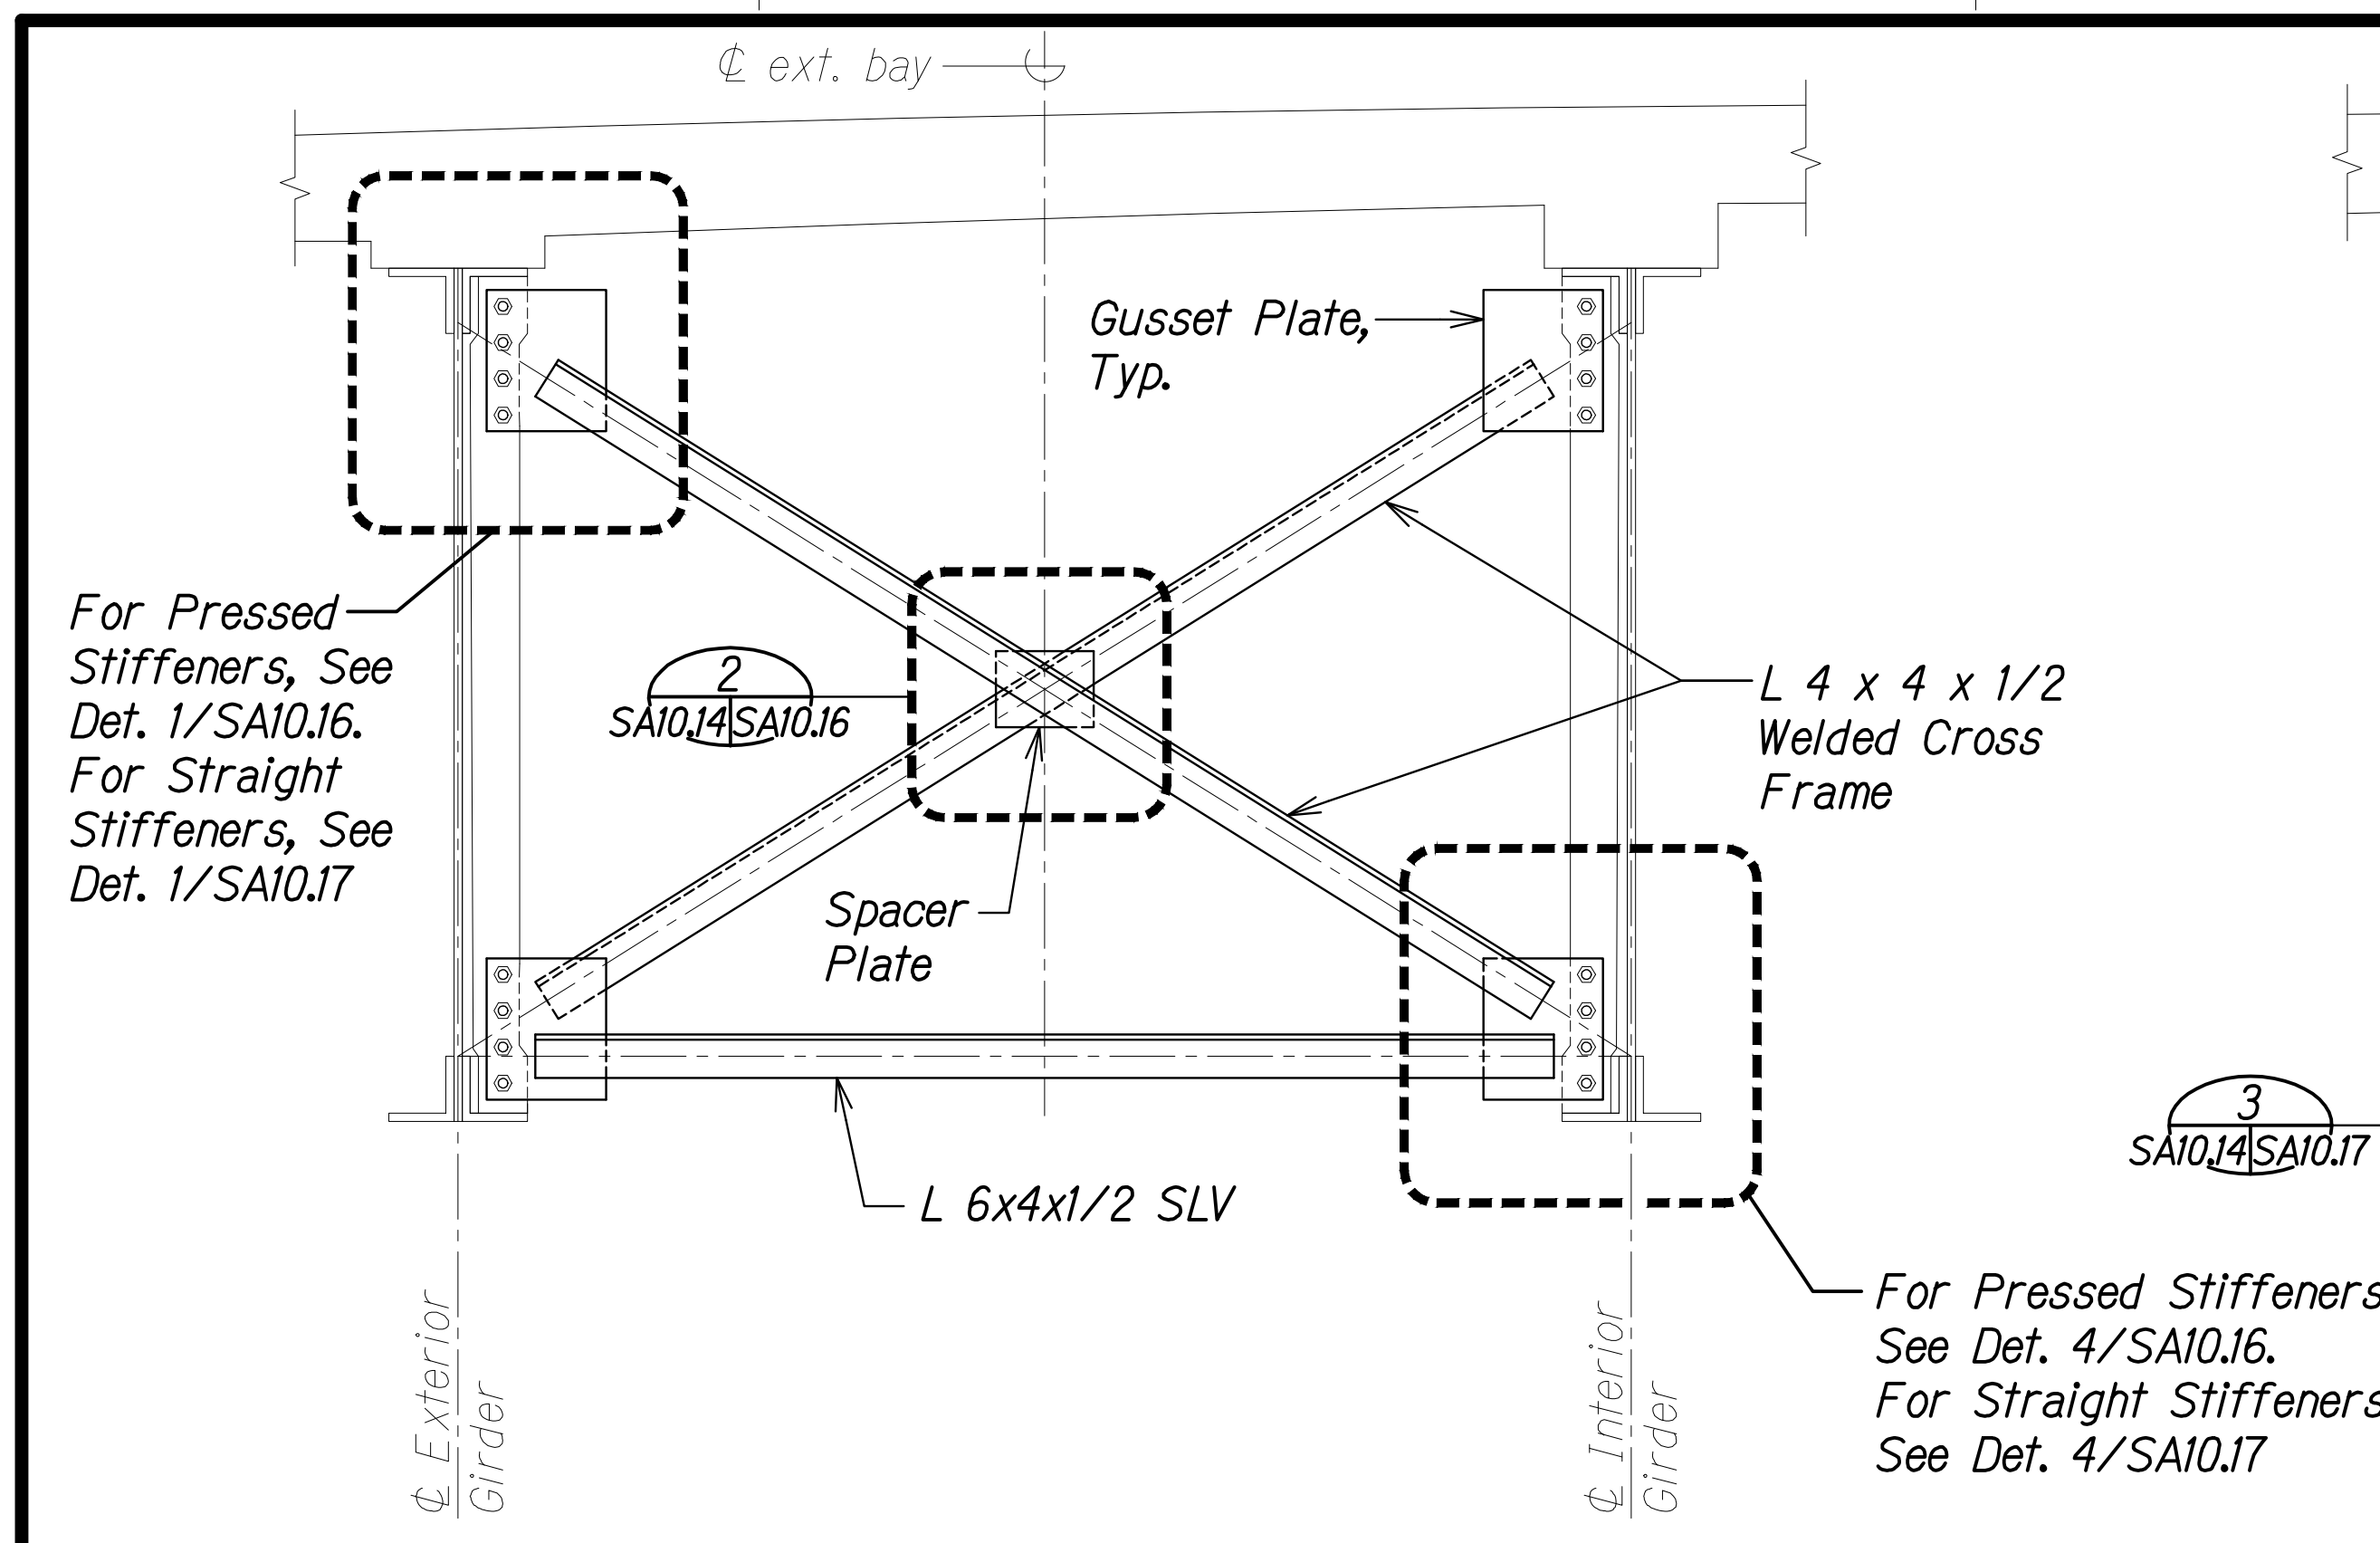 ℄ ext. bay
Gusset Plate,
Typ.
For Pressed
Stiffeners, See
Det. 1/SA10.16.
For Straight
Stiffeners, See
Det. 1/SA10.17
2
SA10.14 SA10.16
L 4 x 4 x 1/2
Welded Cross
Frame
Spacer
Plate
L 6x4x1/2 SLV
3
SA10.14 SA10.17
For Pressed Stiffeners
See Det. 4/SA10.16.
For Straight Stiffeners
See Det. 4/SA10.17
℄ Exterior
Girder
℄ Interior
Girder